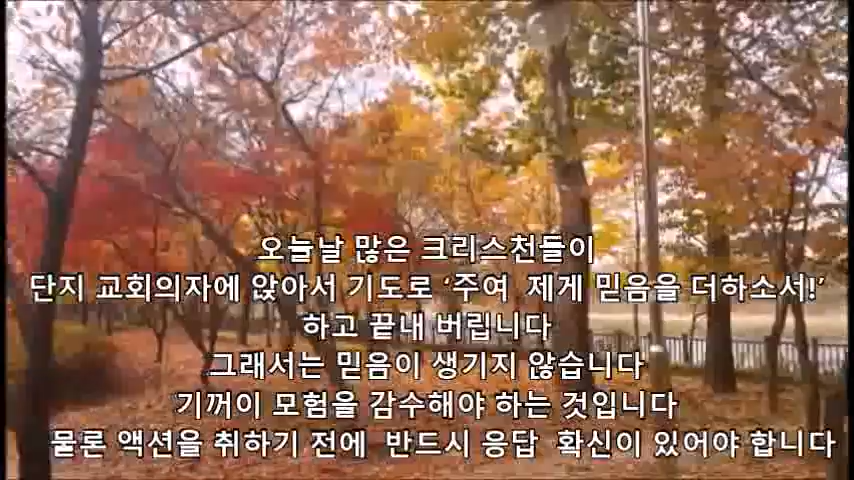 오늘날 많은 크리스천들이
단지 교회의자에 앉아서 기도로 ‘주여 제게 믿음을 더하소서!’
하고 끝내 버립니다
그래서는 믿음이 생기지 않습니다
기꺼이 모험을 감수해야 하는 것입니다
물론 액션을 취하기 전에 반드시 응답 확신이 있어야 합니다